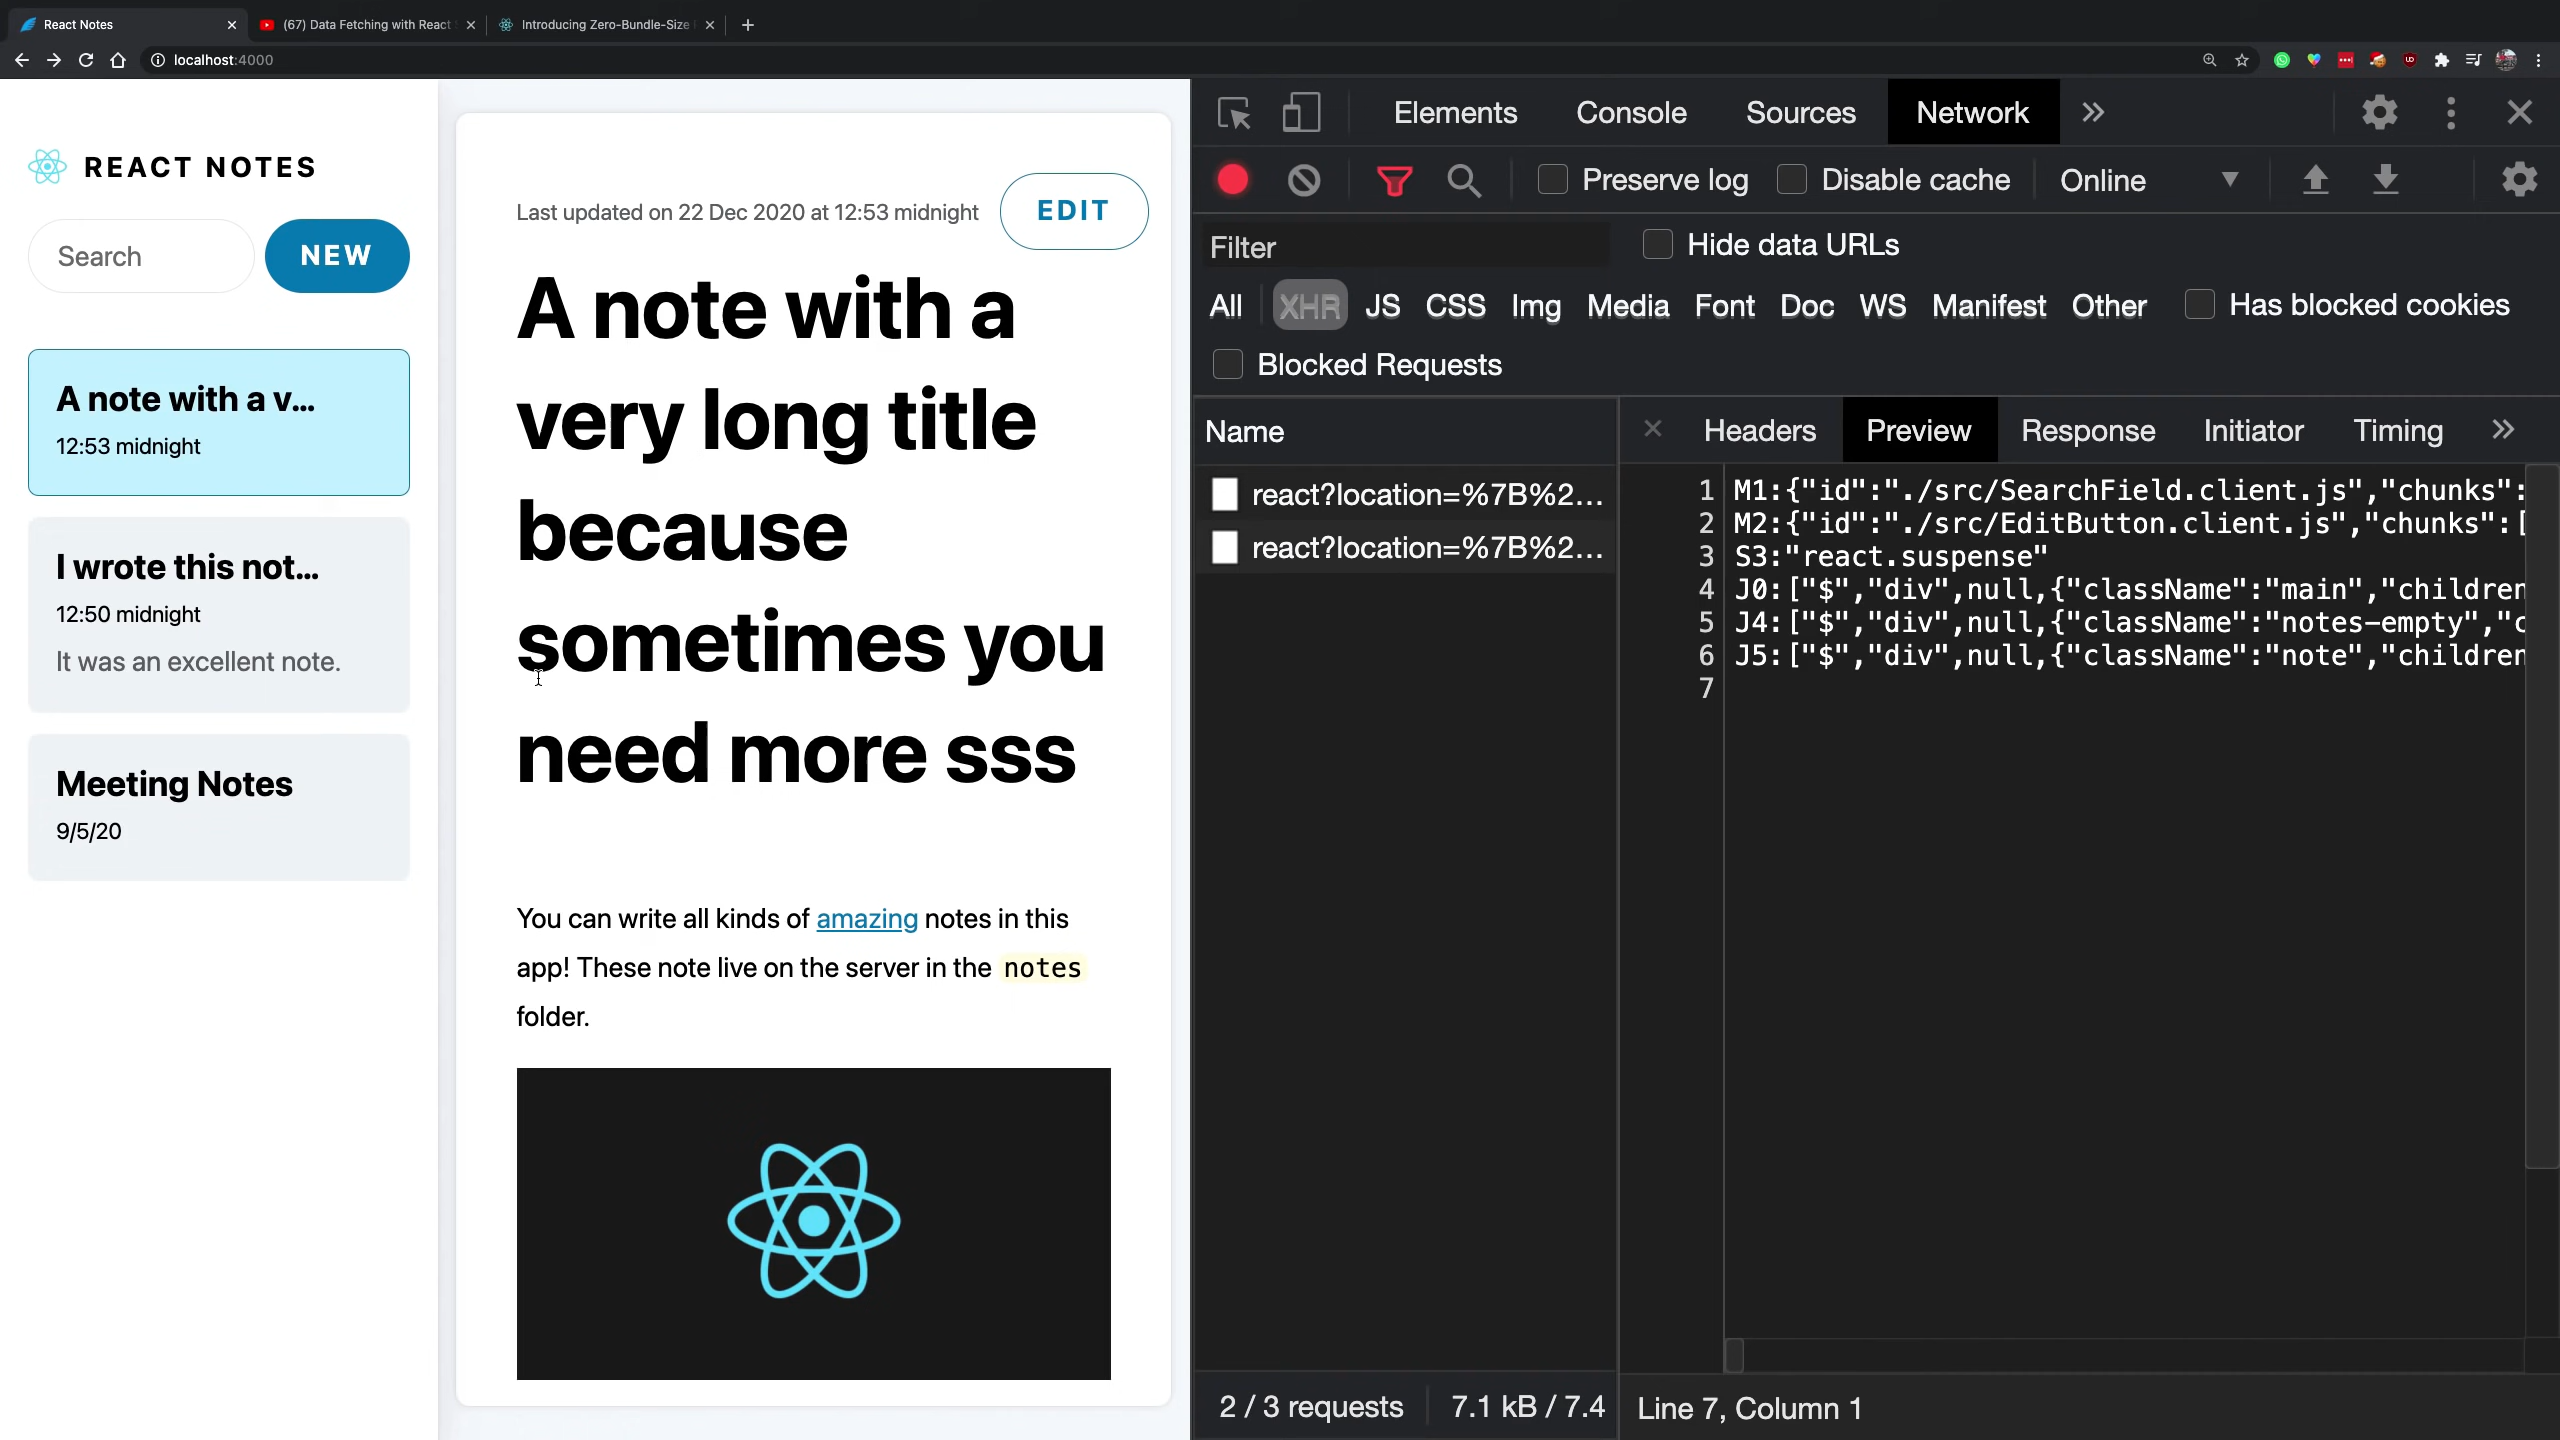 React Notes
(67) Data Fetching with React
Introducing Zero-Bundle-Size
localhost:4000
REACT NOTES
Search
NEW
A note with a v...
12:53 midnight
I wrote this not...
12:50 midnight
It was an excellent note.
Meeting Notes
9/5/20
Last updated on 22 Dec 2020 at 12:53 midnight
EDIT
A note with a
very long title
because
sometimes you
need more sss
You can write all kinds of amazing notes in this
app! These note live on the server in the notes
folder.
Elements Console Sources Network
Preserve log Disable cache Online
Filter Hide data URLs
All XHR JS CSS Img Media Font Doc WS Manifest Other Has blocked cookies
Blocked Requests
Name
react?location=%7B%2...
react?location=%7B%2...
2 / 3 requests 7.1 kB / 7.4
Headers Preview Response Initiator Timing
1 M1:{"id":"./src/SearchField.client.js","chunks":
2 M2:{"id":"./src/EditButton.client.js","chunks":[
3 S3:"react.suspense"
4 J0:["$","div",null,{"className":"main","children
5 J4:["$","div",null,{"className":"notes-empty","c
6 J5:["$","div",null,{"className":"note","children
7
Line 7, Column 1